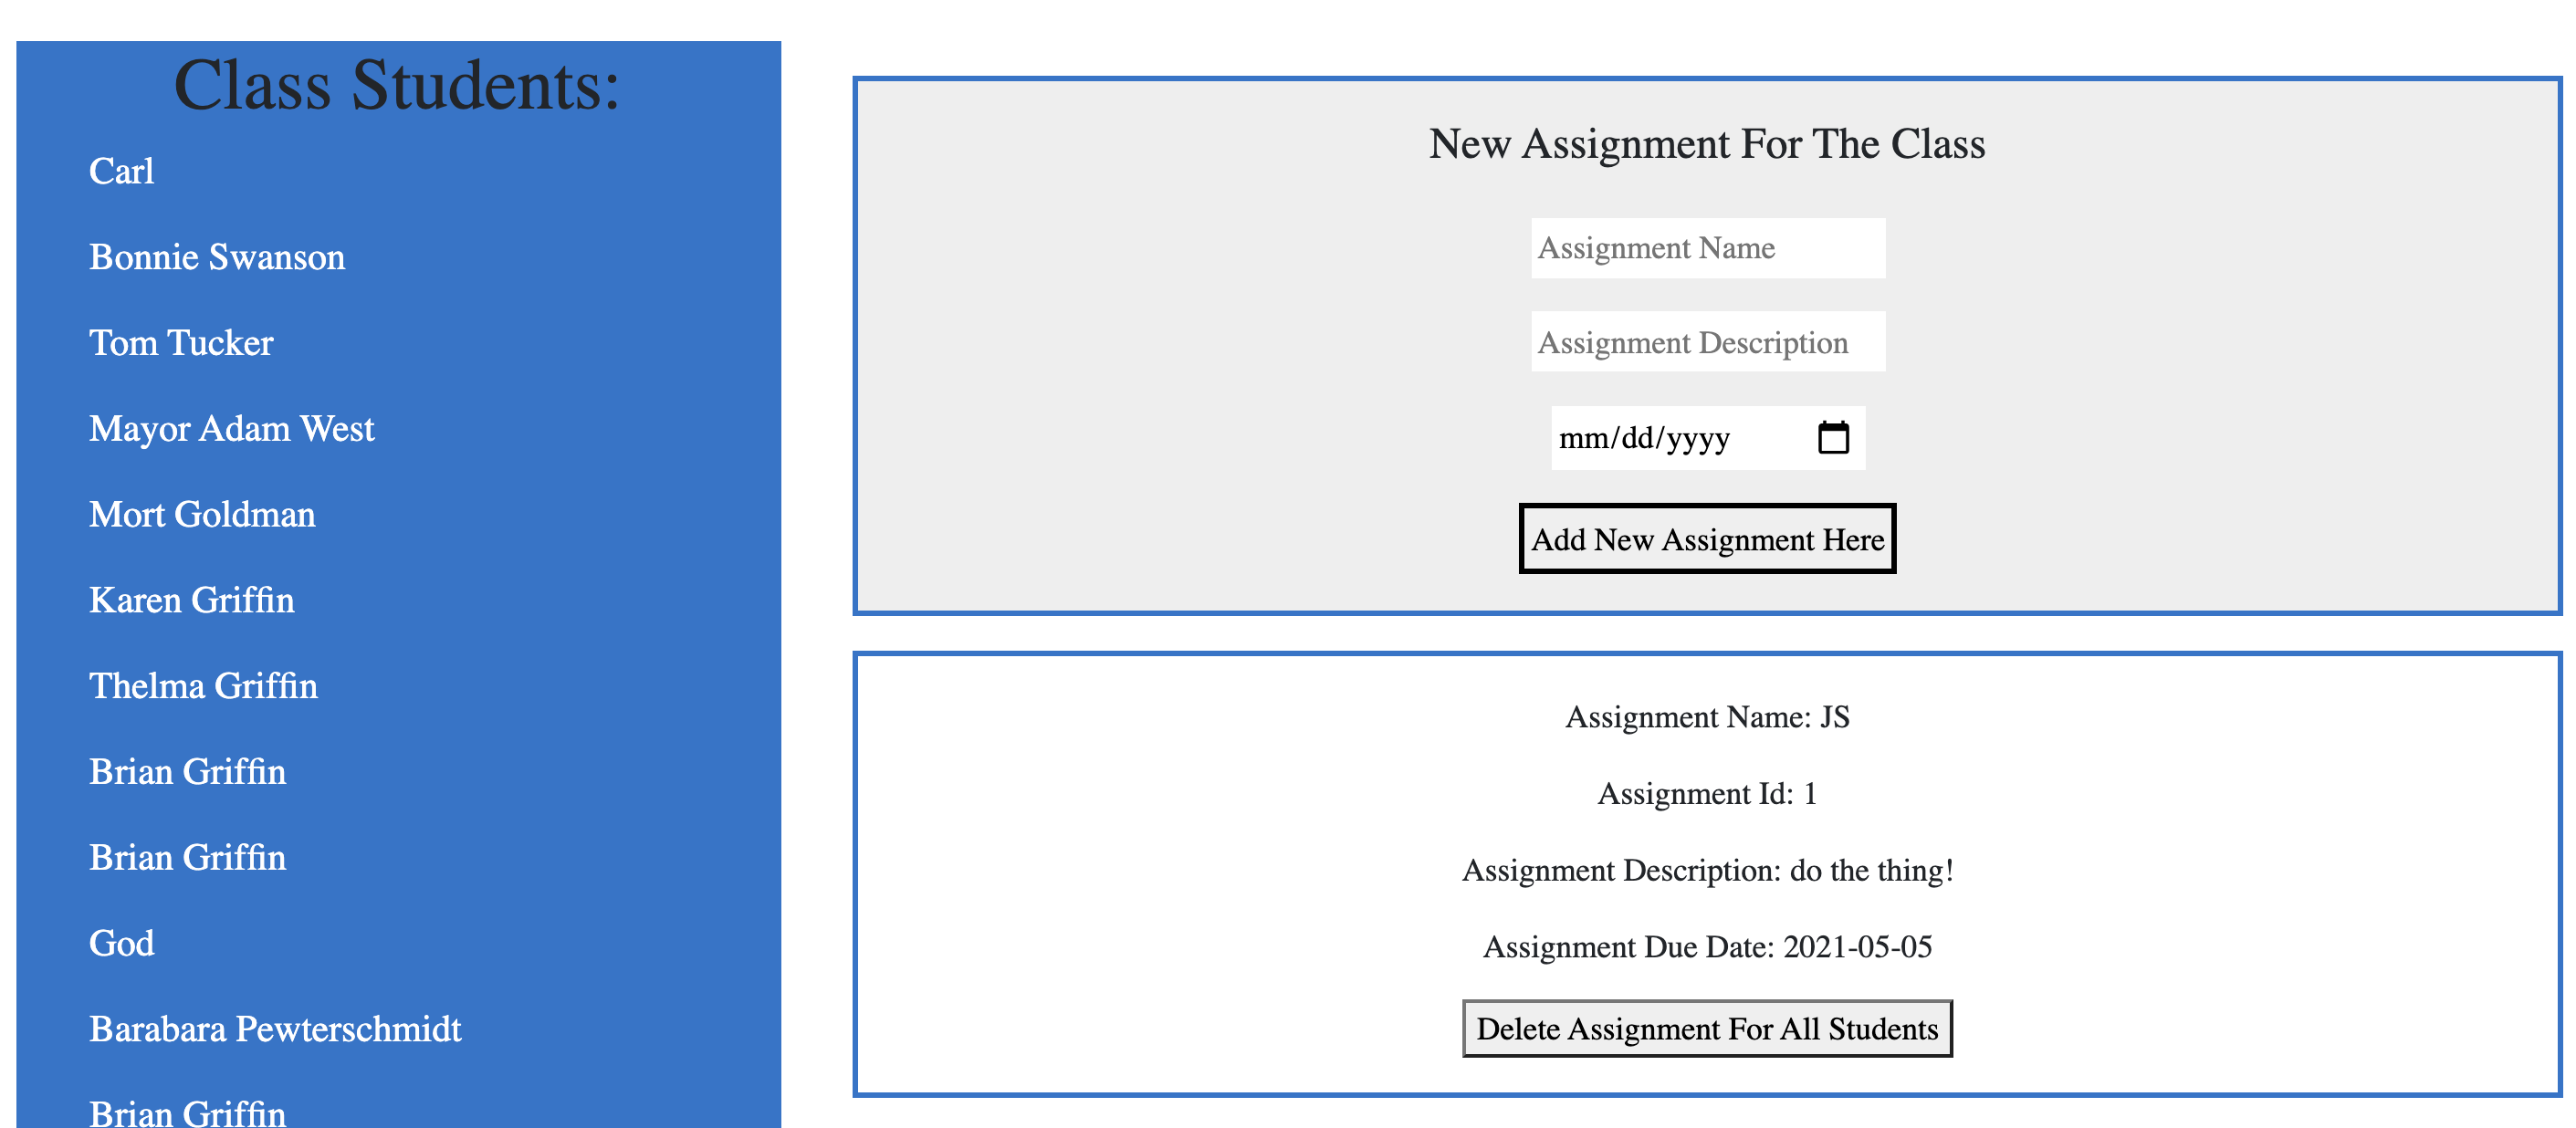 Class Students:
Carl
Bonnie Swanson
Tom Tucker
Mayor Adam West
Mort Goldman
Karen Griffin
Thelma Griffin
Brian Griffin
Brian Griffin
God
Barabara Pewterschmidt
Brian Griffin
New Assignment For The Class
Assignment Name
Assignment Description
mm/dd/yyyy
Add New Assignment Here
Assignment Name: JS
Assignment Id: 1
Assignment Description: do the thing!
Assignment Due Date: 2021-05-05
Delete Assignment For All Students